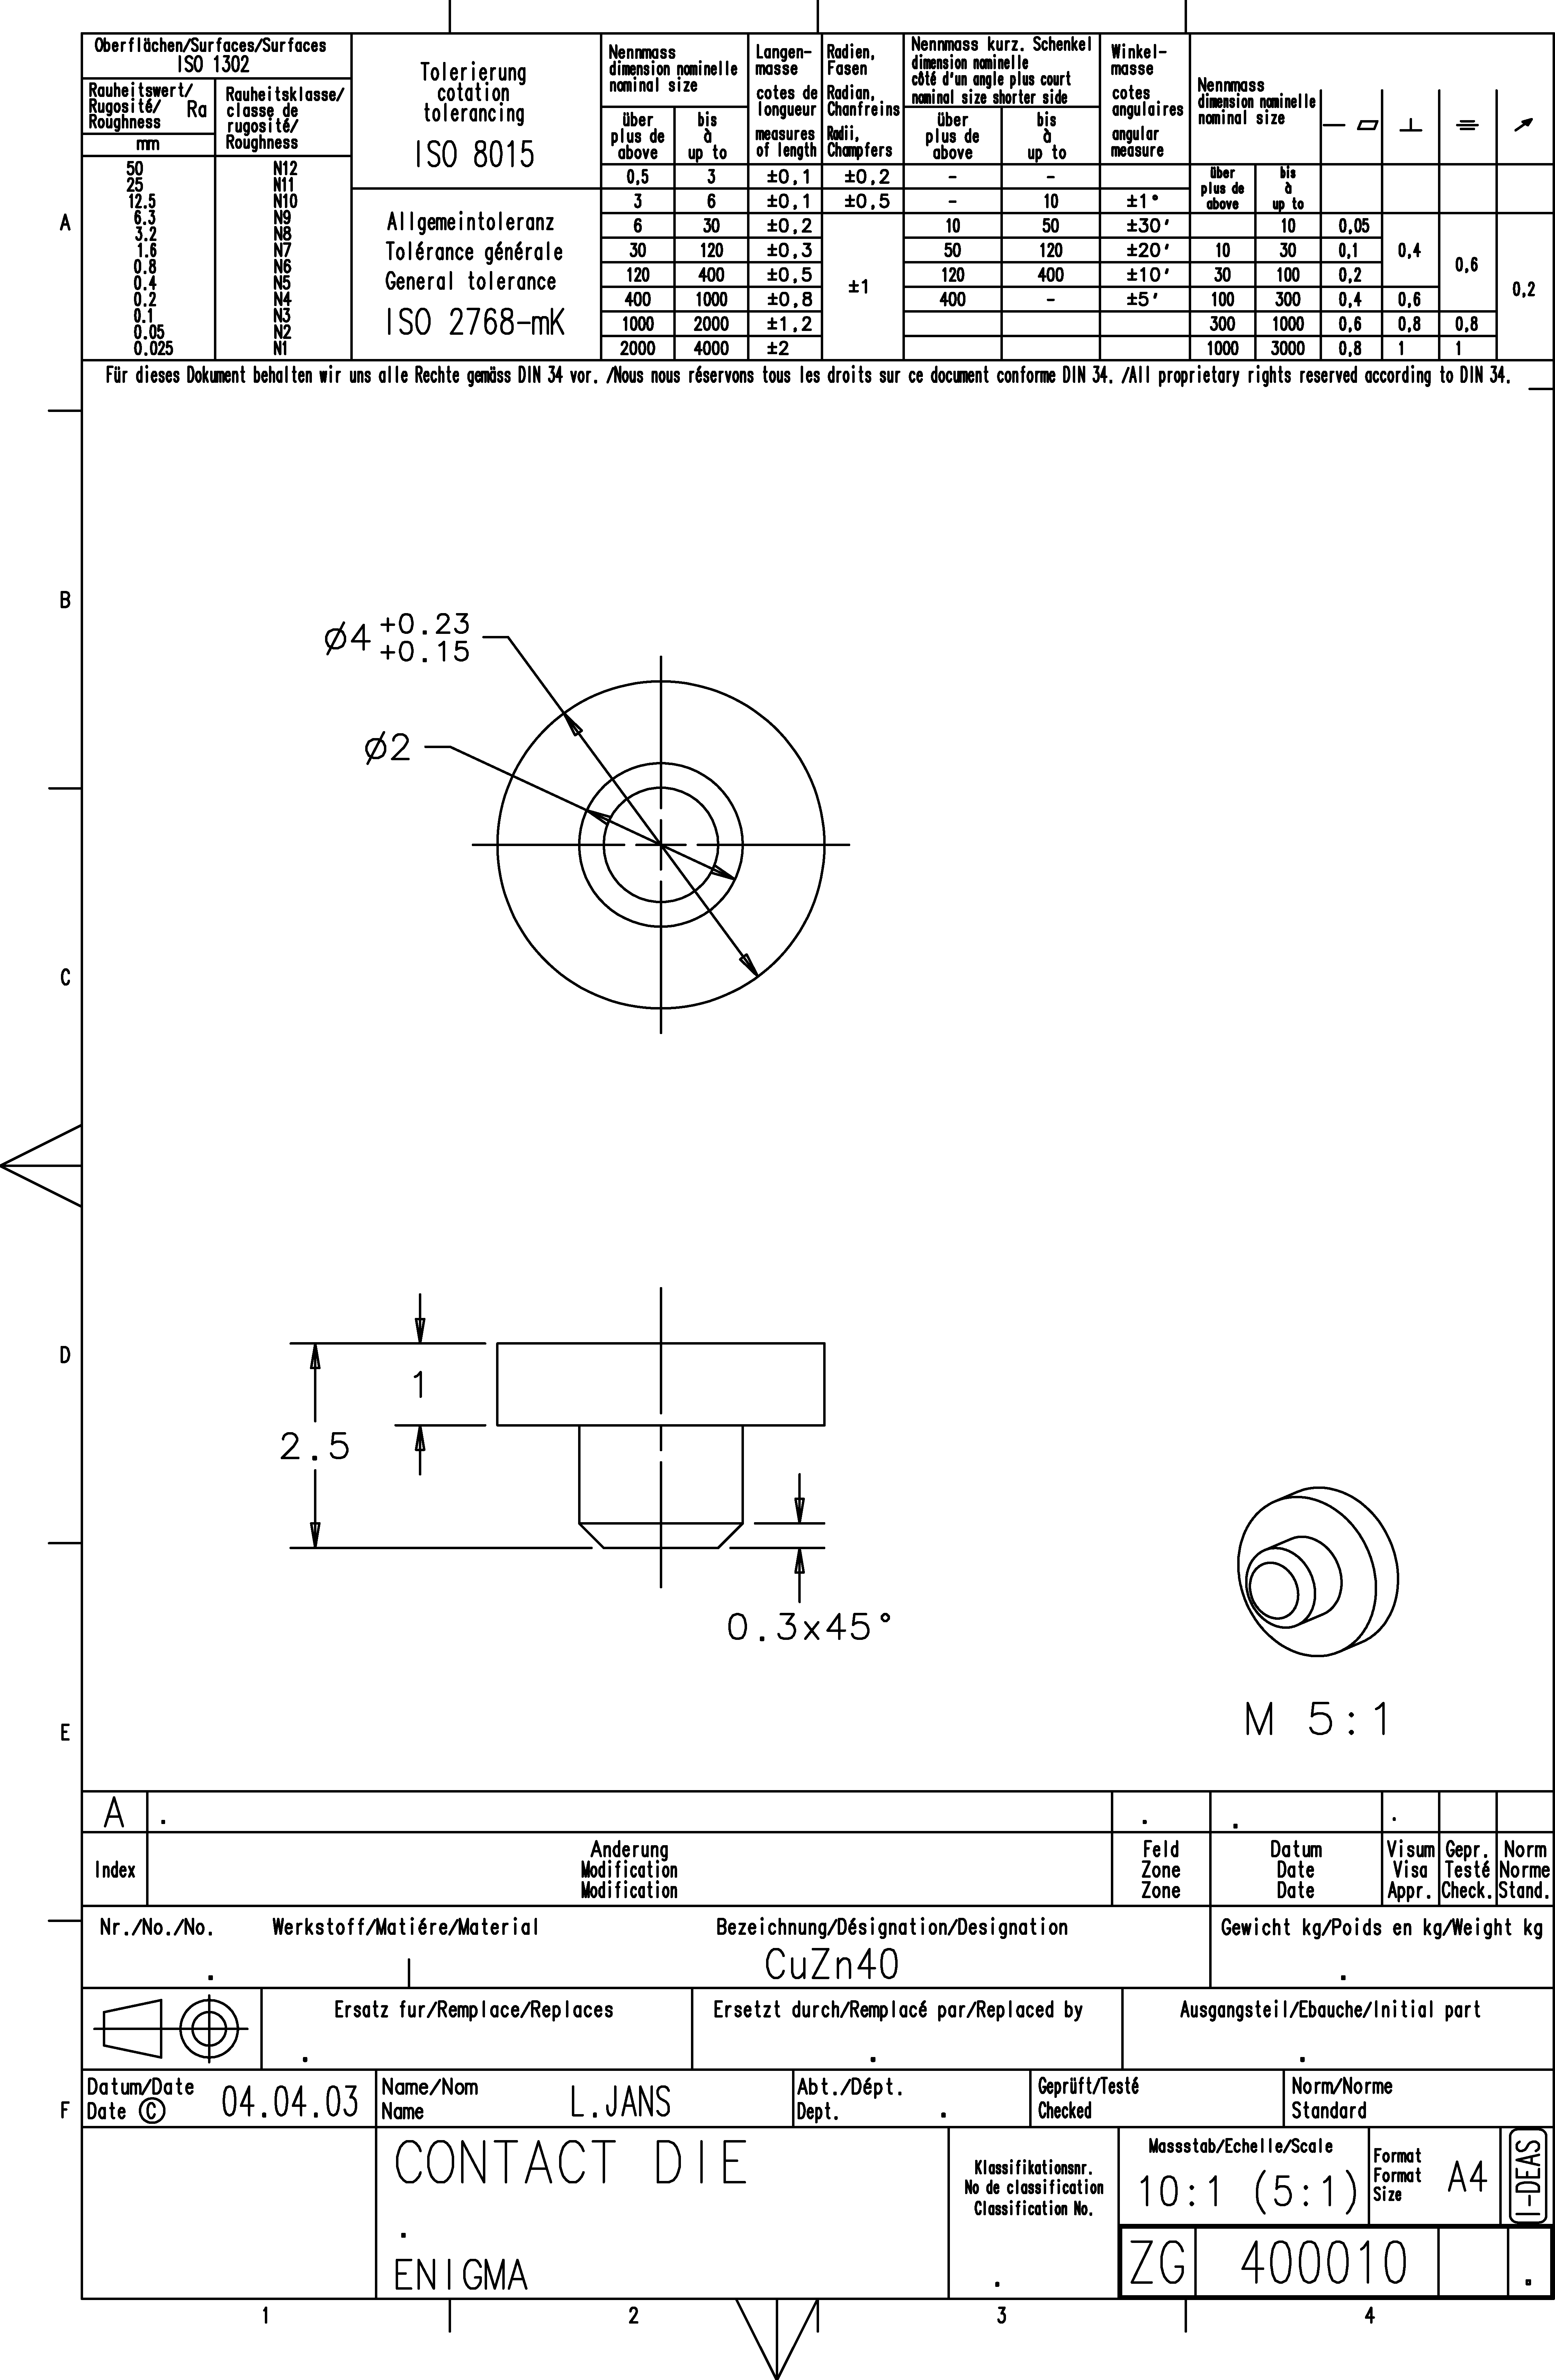 Oberflächen/Surfaces/Surfaces
ISO 1302
Rauheitswert/
Rugosité/ Ra
Roughness
mm
Rauheitsklasse/
classe de
rugosité/
Roughness
50 N12
25 N11
12.5 N10
6.3 N9
3.2 N8
1.6 N7
0.8 N6
0.4 N5
0.2 N4
0.1 N3
0.05 N2
0.025 N1
Tolerierung
cotation
tolerancing
ISO 8015
Allgemeintoleranz
Tolérance générale
General tolerance
ISO 2768-mK
Nennmass
dimension nominelle
nominal size
über
plus de
above
bis
à
up to
Langen-
masse
cotes de
longueur
measures
of length
Radien,
Fasen
Radian,
Chanfreins
Radii,
Champfers
Nennmass kurz. Schenkel
dimension nominelle
côté d'un angle plus court
nominal size shorter side
über
plus de
above
bis
à
up to
Winkel-
masse
cotes
angulaires
angular
measure
0,5 3 ±0,1 ±0,2 - -
3 6 ±0,1 ±0,5 - 10 ±1°
6 30 ±0,2 10 50 ±30'
30 120 ±0,3 50 120 ±20'
120 400 ±0,5 ±1 120 400 ±10'
400 1000 ±0,8 400 - ±5'
1000 2000 ±1,2
2000 4000 ±2
Nennmass
dimension nominelle
nominal size
über
plus de
above
bis
à
up to
10 0,05
10 30 0,1 0,4
30 100 0,2 0,6
100 300 0,4 0,6 0,2
300 1000 0,6 0,8 0,8
1000 3000 0,8 1 1
Für dieses Dokument behalten wir uns alle Rechte gemäss DIN 34 vor. /Nous nous réservons tous les droits sur ce document conforme DIN 34. /All proprietary rights reserved according to DIN 34.
A
B
C
D
E
F
Ø4 +0.23
+0.15
Ø2
1
2.5
0.3x45°
M 5:1
A . . . .
Index
Anderung
Modification
Modification
Feld
Zone
Zone
Datum
Date
Date
Visum
Visa
Appr.
Gepr.
Testé
Check.
Norm
Norme
Stand.
Nr./No./No. Werkstoff/Matiére/Material Bezeichnung/Désignation/Designation Gewicht kg/Poids en kg/Weight kg
. CuZn40 .
Ersatz fur/Remplace/Replaces Ersetzt durch/Remplacé par/Replaced by Ausgangsteil/Ebauche/Initial part
. . .
Datum/Date
Date © 04.04.03
Name/Nom
Name L.JANS
Abt./Dépt.
Dept. .
Geprüft/Testé
Checked
Norm/Norme
Standard
CONTACT DIE
.
ENIGMA
Klassifikationsnr.
No de classification
Classification No.
.
Massstab/Echelle/Scale
10:1 (5:1)
Format
Format
Size
A4
I-DEAS
ZG 400010 .
1 2 3 4